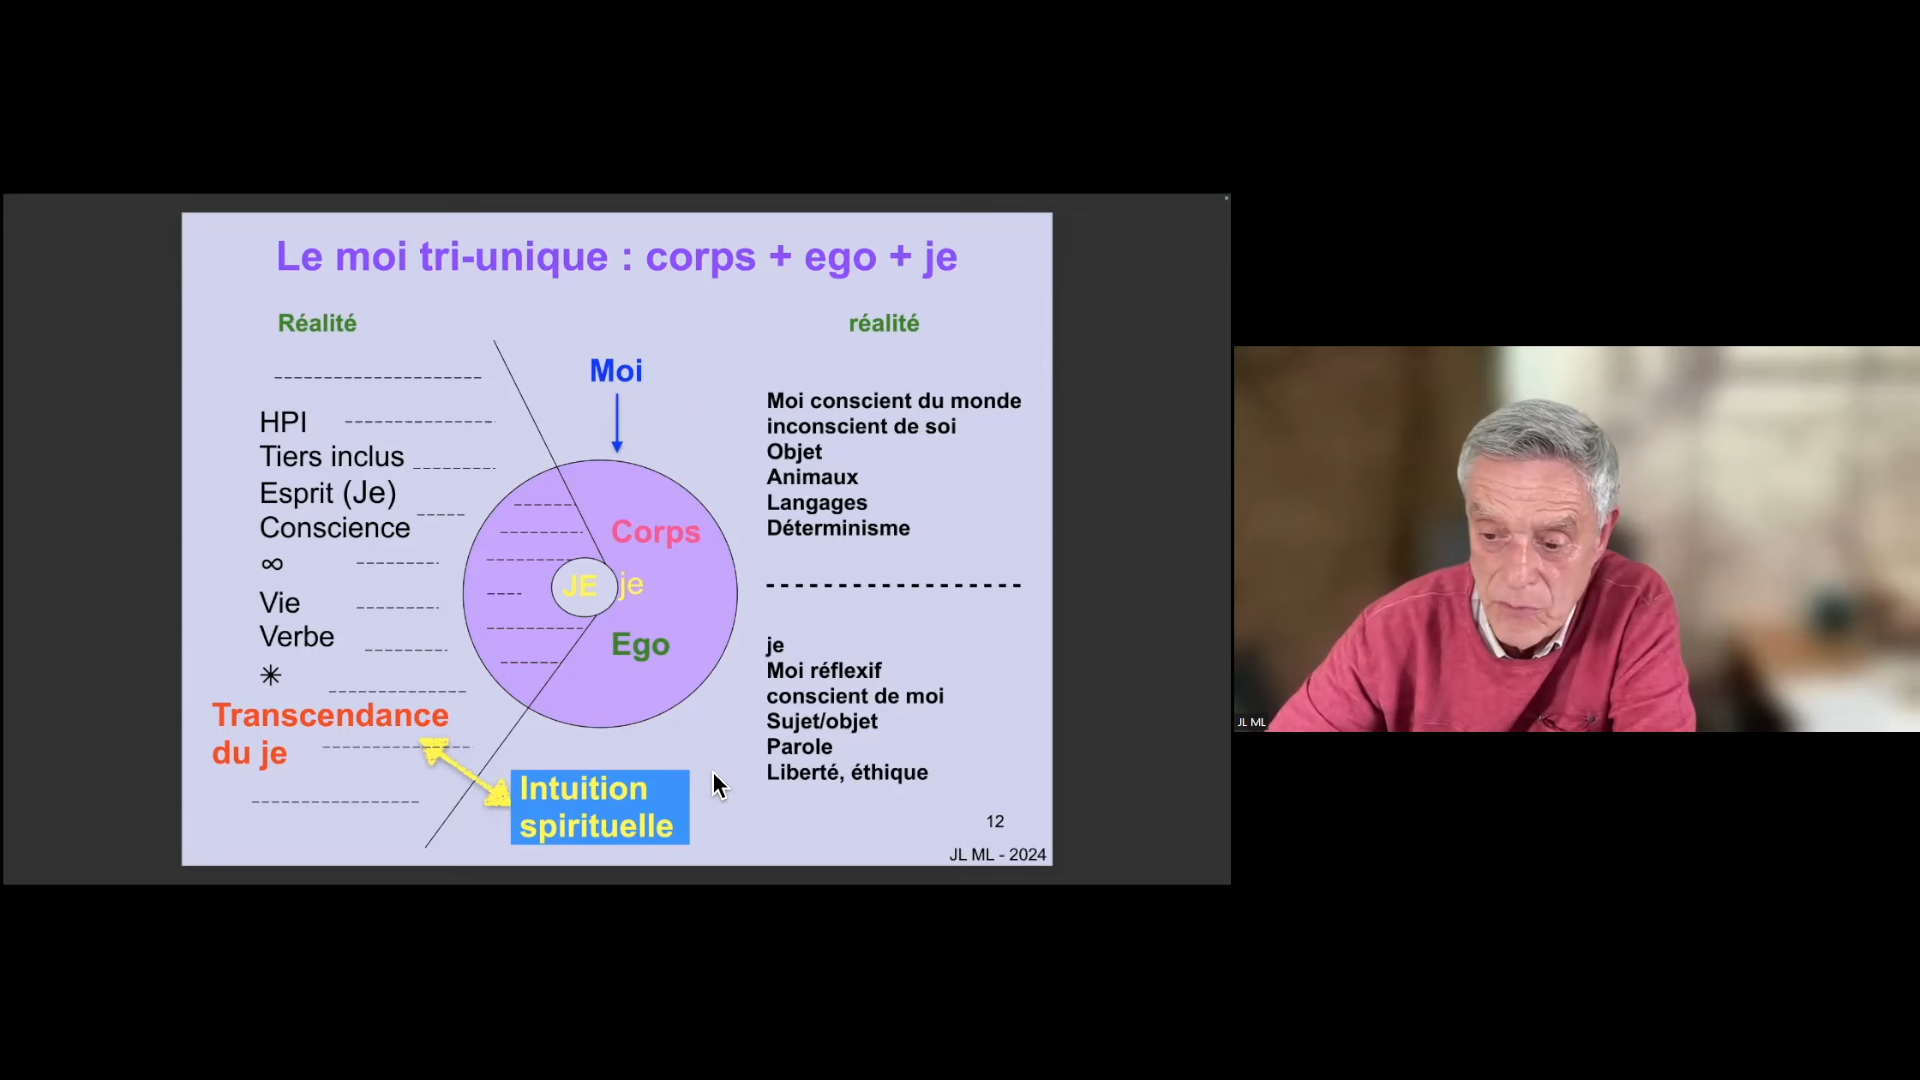 Le moi tri-unique : corps + ego + je
Réalité
réalité
HPI
Tiers inclus
Esprit (Je)
Conscience
∞
Vie
Verbe
✳
Transcendance
du je
Moi
Corps
JE je
Ego
Intuition
spirituelle
Moi conscient du monde
inconscient de soi
Objet
Animaux
Langages
Déterminisme
je
Moi réflexif
conscient de moi
Sujet/objet
Parole
Liberté, éthique
12
JL ML - 2024
JL ML